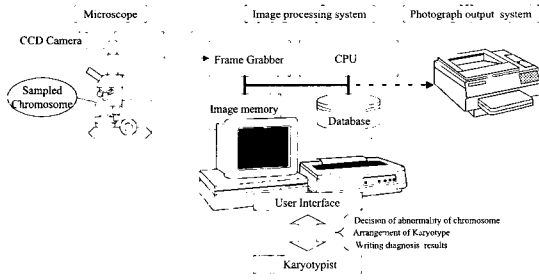 Microscope
Image processing system
Photograph output system
CCD Camera
Frame Grabber
CPU
Sampled
Chromosome
Image memory
Database
User Interface
Decision of abnormality of chromosome
Arrangement of Karyotype
Writing diagnosis results
Karyotypist